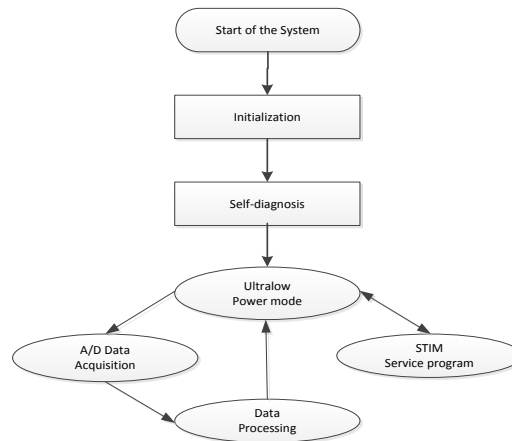 Start of the System
Initialization
Self-diagnosis
Ultralow
Power mode
A/D Data
Acquisition
STIM
Service program
Data
Processing